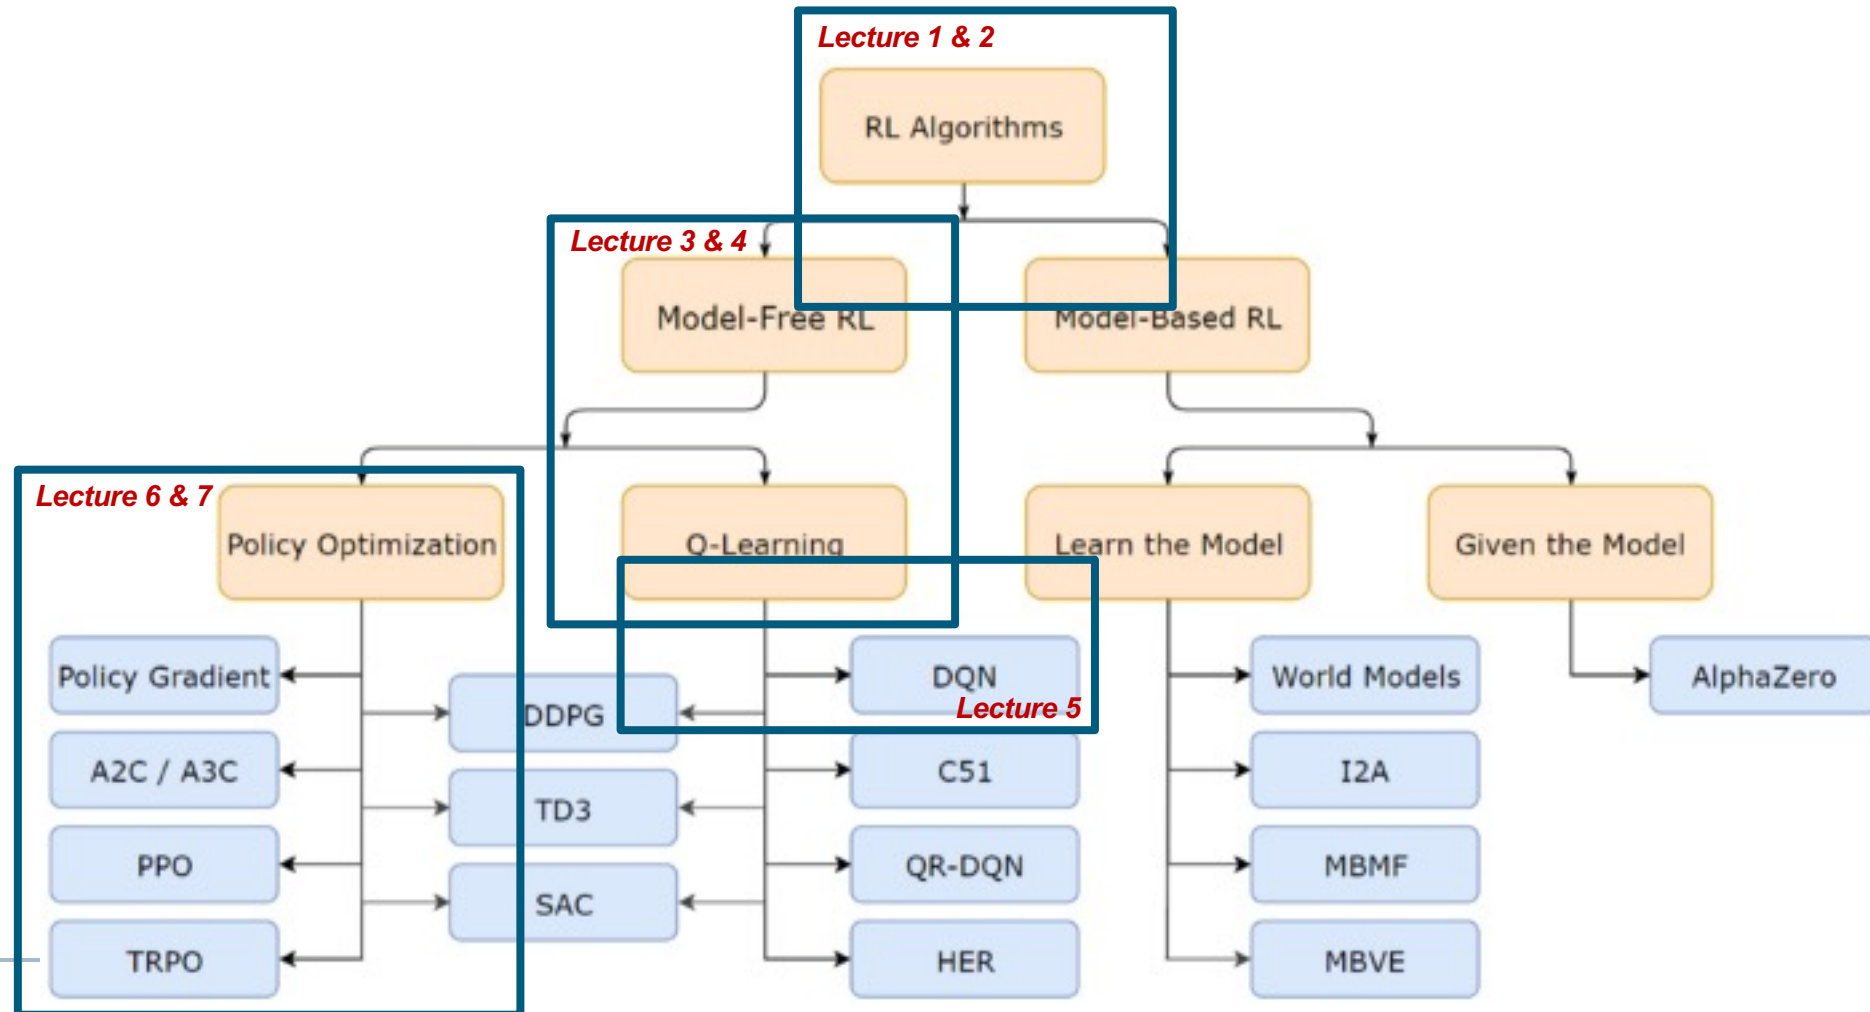 Lecture 1 & 2
RL Algorithms
Lecture 3 & 4
Model-Free RL
Model-Based RL
Lecture 6 & 7
Policy Optimization
Q-Learning
Learn the Model
Given the Model
Policy Gradient
DDPG
DQN
Lecture 5
World Models
AlphaZero
A2C / A3C
TD3
C51
I2A
PPO
SAC
QR-DQN
MBMF
TRPO
HER
MBVE